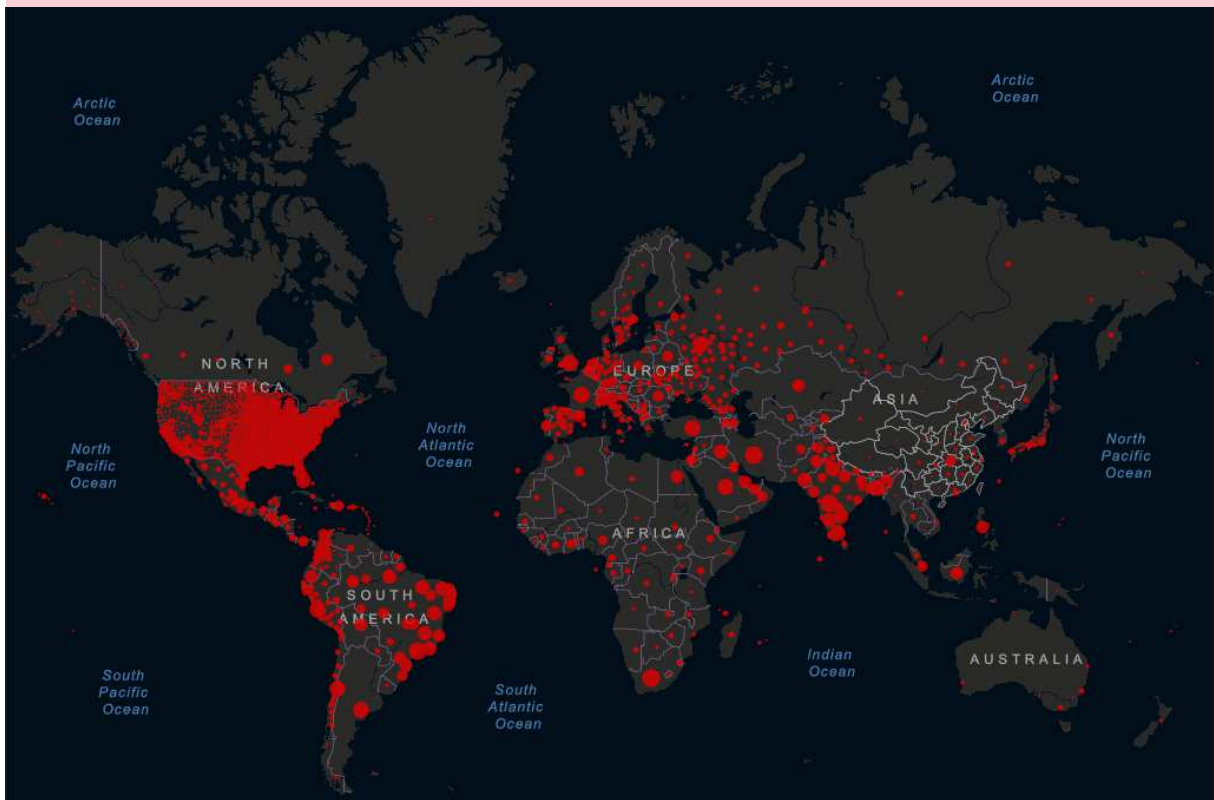 Arctic
Ocean
Arctic
Ocean
NORTH
AMERICA
EUROPE
ASIA
North
Pacific
Ocean
North
Atlantic
Ocean
North
Pacific
Ocean
AFRICA
SOUTH
AMERICA
South
Pacific
Ocean
South
Atlantic
Ocean
Indian
Ocean
AUSTRALIA